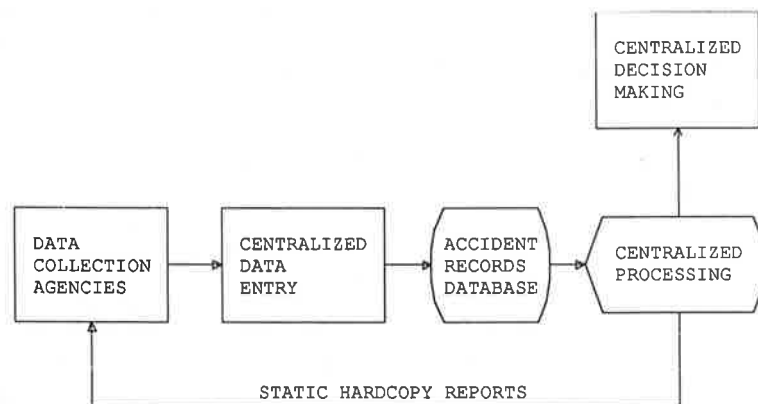 CENTRALIZED
DECISION
MAKING
DATA
COLLECTION
AGENCIES
CENTRALIZED
DATA
ENTRY
ACCIDENT
RECORDS
DATABASE
CENTRALIZED
PROCESSING
STATIC HARDCOPY REPORTS